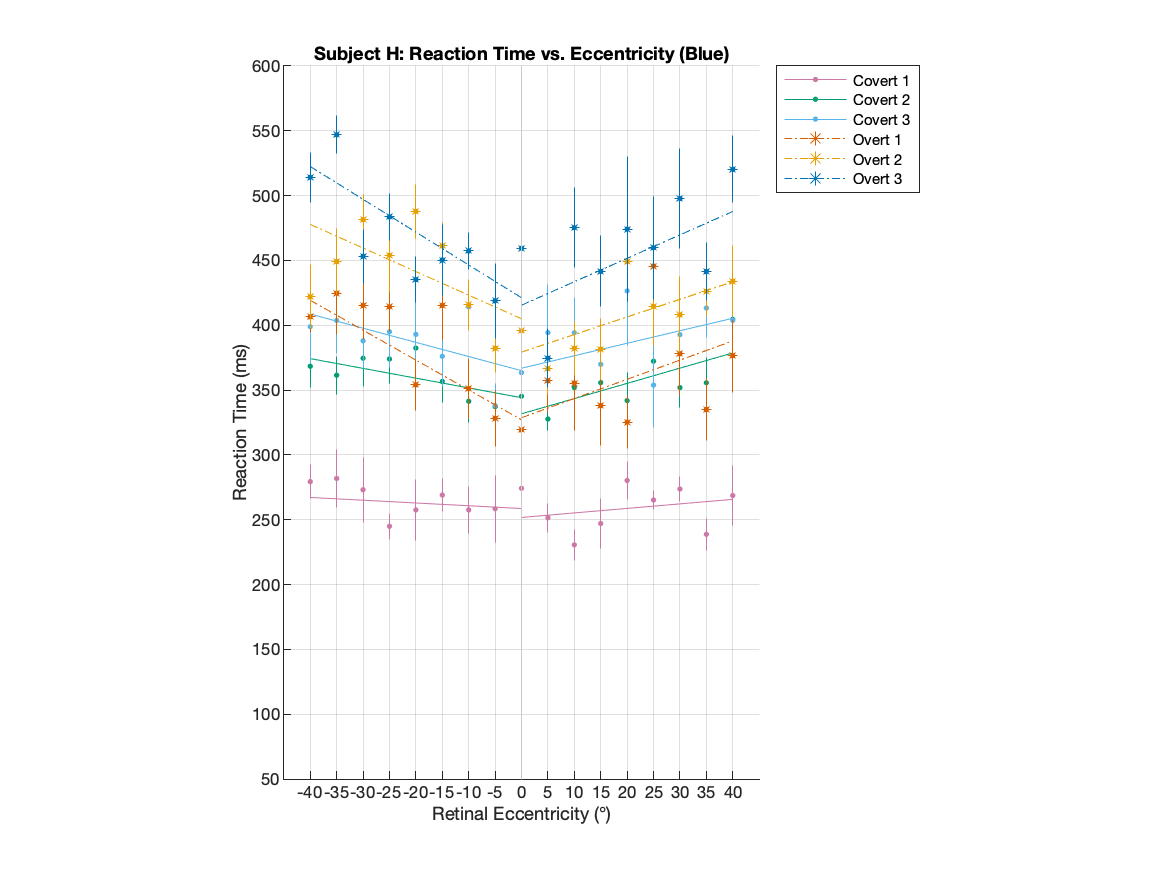 Subject H: Reaction Time vs. Eccentricity (Blue)
600
550
500
450
400
350
300
250
200
150
100
50
Reaction Time (ms)
-40 -35 -30 -25 -20 -15 -10 -5 0 5 10 15 20 25 30 35 40
Retinal Eccentricity (°)
Covert 1
Covert 2
Covert 3
Overt 1
Overt 2
Overt 3